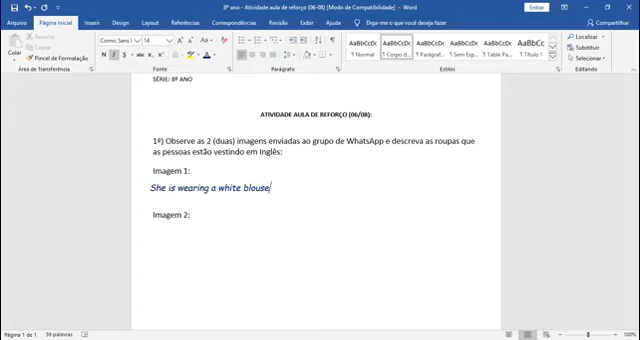 8º ano - Atividade aula de reforço (06-08) [Modo de Compatibilidade] - Word
Entrar
Arquivo Página Inicial Inserir Design Layout Referências Correspondências Revisão Exibir Ajuda Diga-me o que você deseja fazer Compartilhar
Colar
Recortar
Copiar
Pincel de Formatação
Área de Transferência
Comic Sans M 14
Fonte
Parágrafo
AaBbCcDc AaBbCcDc AaBbCcDc AaBbCcDc AaBbCcDc AaBbCc
¶ Normal ¶ Corpo d... ¶ Parágraf... ¶ Sem Esp... ¶ Table Pa... Título 1
Estilos
Localizar
Substituir
Selecionar
Edição
SÉRIE: 8º ANO
ATIVIDADE AULA DE REFORÇO (06/08):
1º) Observe as 2 (duas) imagens enviadas ao grupo de WhatsApp e descreva as roupas que
as pessoas estão vestindo em Inglês:
Imagem 1:
She is wearing a white blouse
Imagem 2:
Página 1 de 1 59 palavras 100%